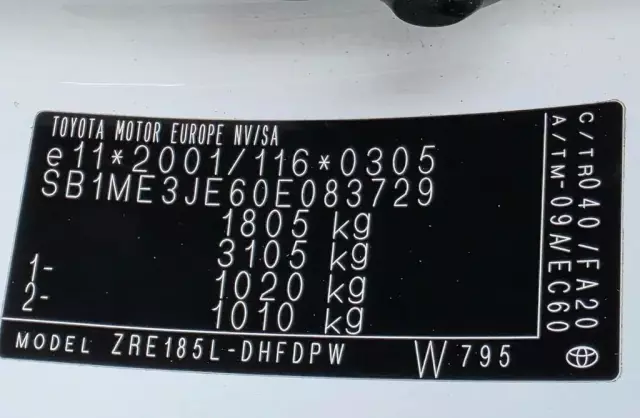 TOYOTA MOTOR EUROPE NV/SA
e11*2001/116*0305
SB1ME3JE60E083729
1805 kg
3105 kg
1- 1020 kg
2- 1010 kg
MODEL ZRE185L-DHFDPW W795
C/TR040/FA20
A/TM-09A/EC60